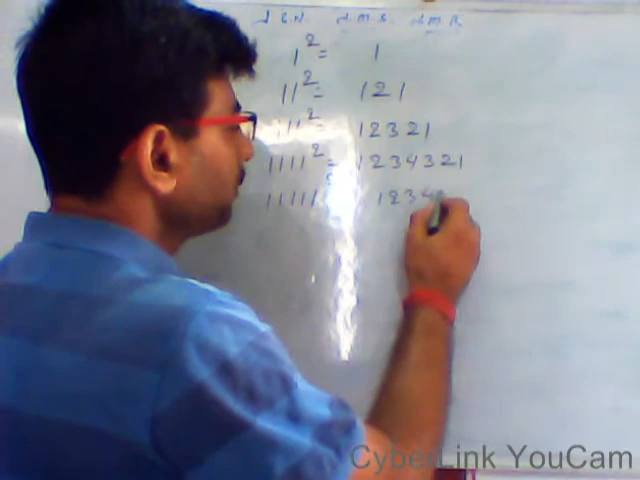 1² = 1
11² = 121
111² = 12321
1111² = 1234321
11111² 1234
CyberLink YouCam